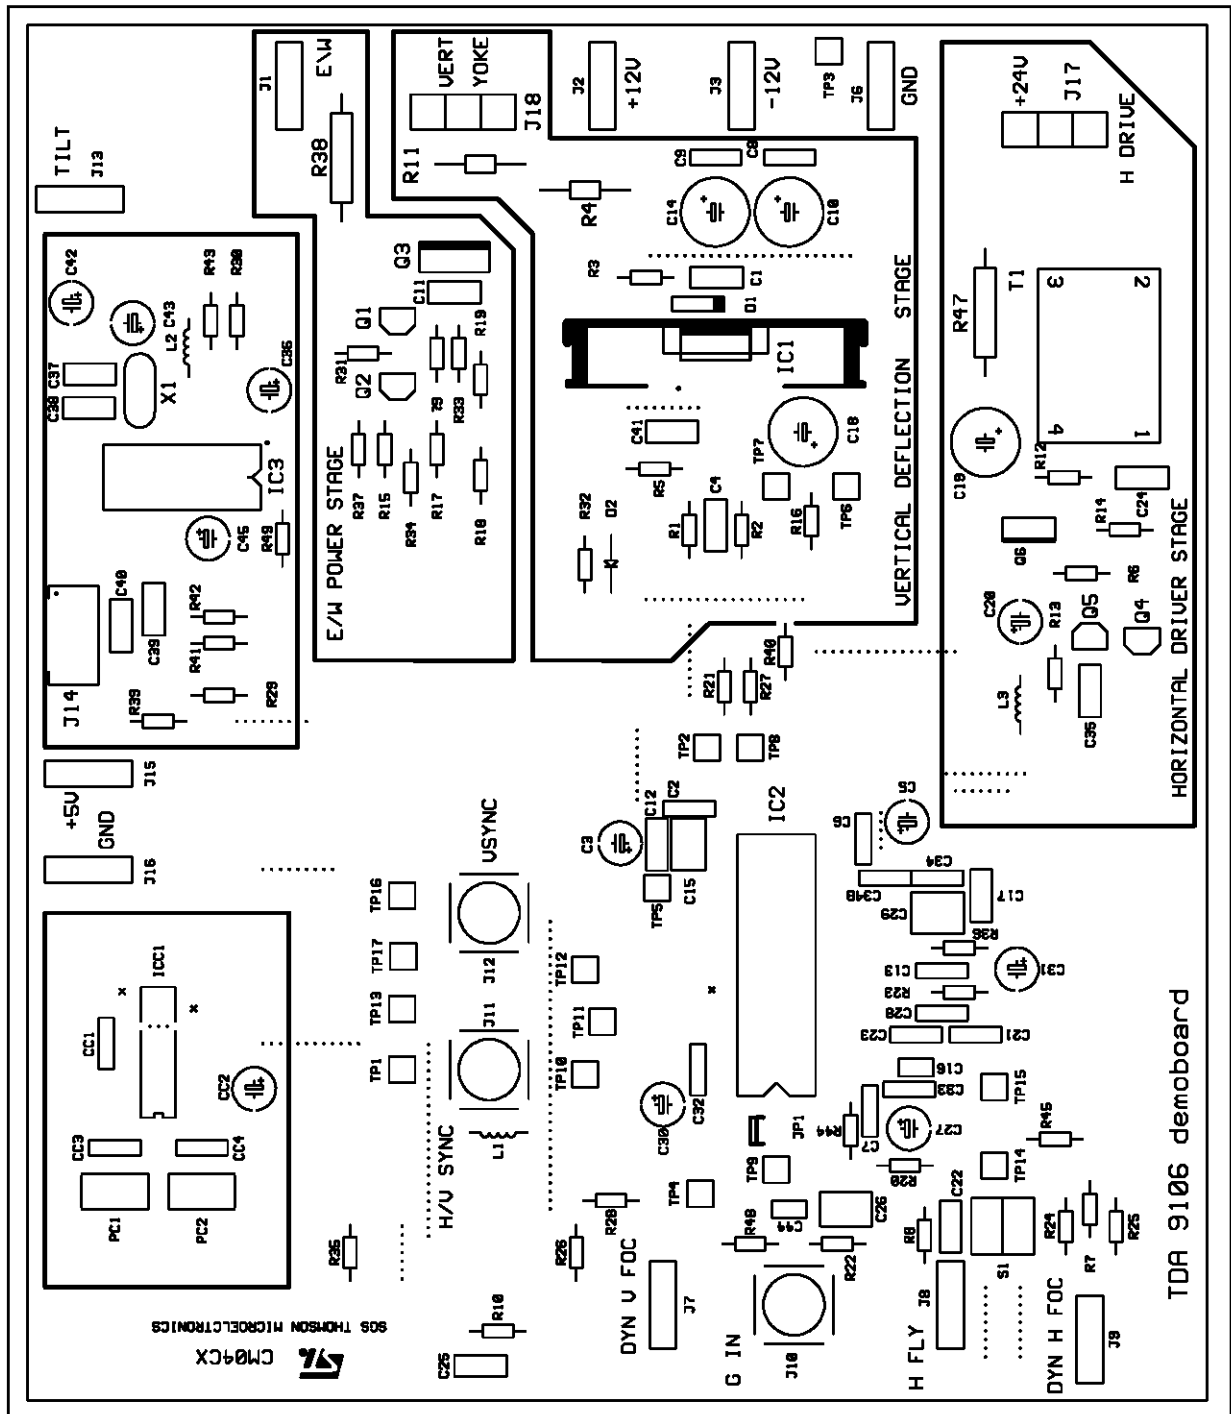 J1
E\W
VERT
YOKE
J18
J2
+12V
J3
-12V
TP3
J6
GND
+24V
J17
H DRIVE
TILT
J13
R38
R11
R4
C9
C8
C14
C10
C42
R43
R30
C43
L2
C37
C38
X1
C36
Q3
C11
Q1
R19
R31
Q2
R33
R3
C1
D1
IC1
STAGE
R47
T1
3
2
4
1
C41
TP7
C18
R5
C19
R12
IC3
R37
R15
R34
R17
R18
R32
D2
R1
C4
R2
R16
TP6
R14
C24
C45
R49
E/W POWER STAGE
VERTICAL DEFLECTION
Q6
R6
C40
R42
C39
R41
C20
R13
Q5
Q4
R40
J14
R39
R29
R21
R27
L3
C35
TP2
TP8
HORIZONTAL DRIVER STAGE
J15
+5V
GND
J16
C12
C2
IC2
C3
C5
C6
VSYNC
TP16
TP5
C15
C34
C34B
C29
C17
ICC1
TP17
J12
TP12
R36
C13
C31
R23
CC1
TP13
J11
TP11
C28
C23
C21
CC2
TP1
TP10
C16
C33
TP15
C30
C32
JP1
R44
C7
C27
R45
CC3
CC4
H/V SYNC
L1
TP9
R20
TP14
PC1
PC2
TP4
R28
C44
C26
C22
R48
R22
R8
S1
R24
R7
R25
R35
R26
DYN V FOC
J7
G IN
J10
H FLY
J8
DYN H FOC
J9
R10
C25
SGS THOMSON MICROELCTRONICS
CM04CX
TDA 9106 demoboard